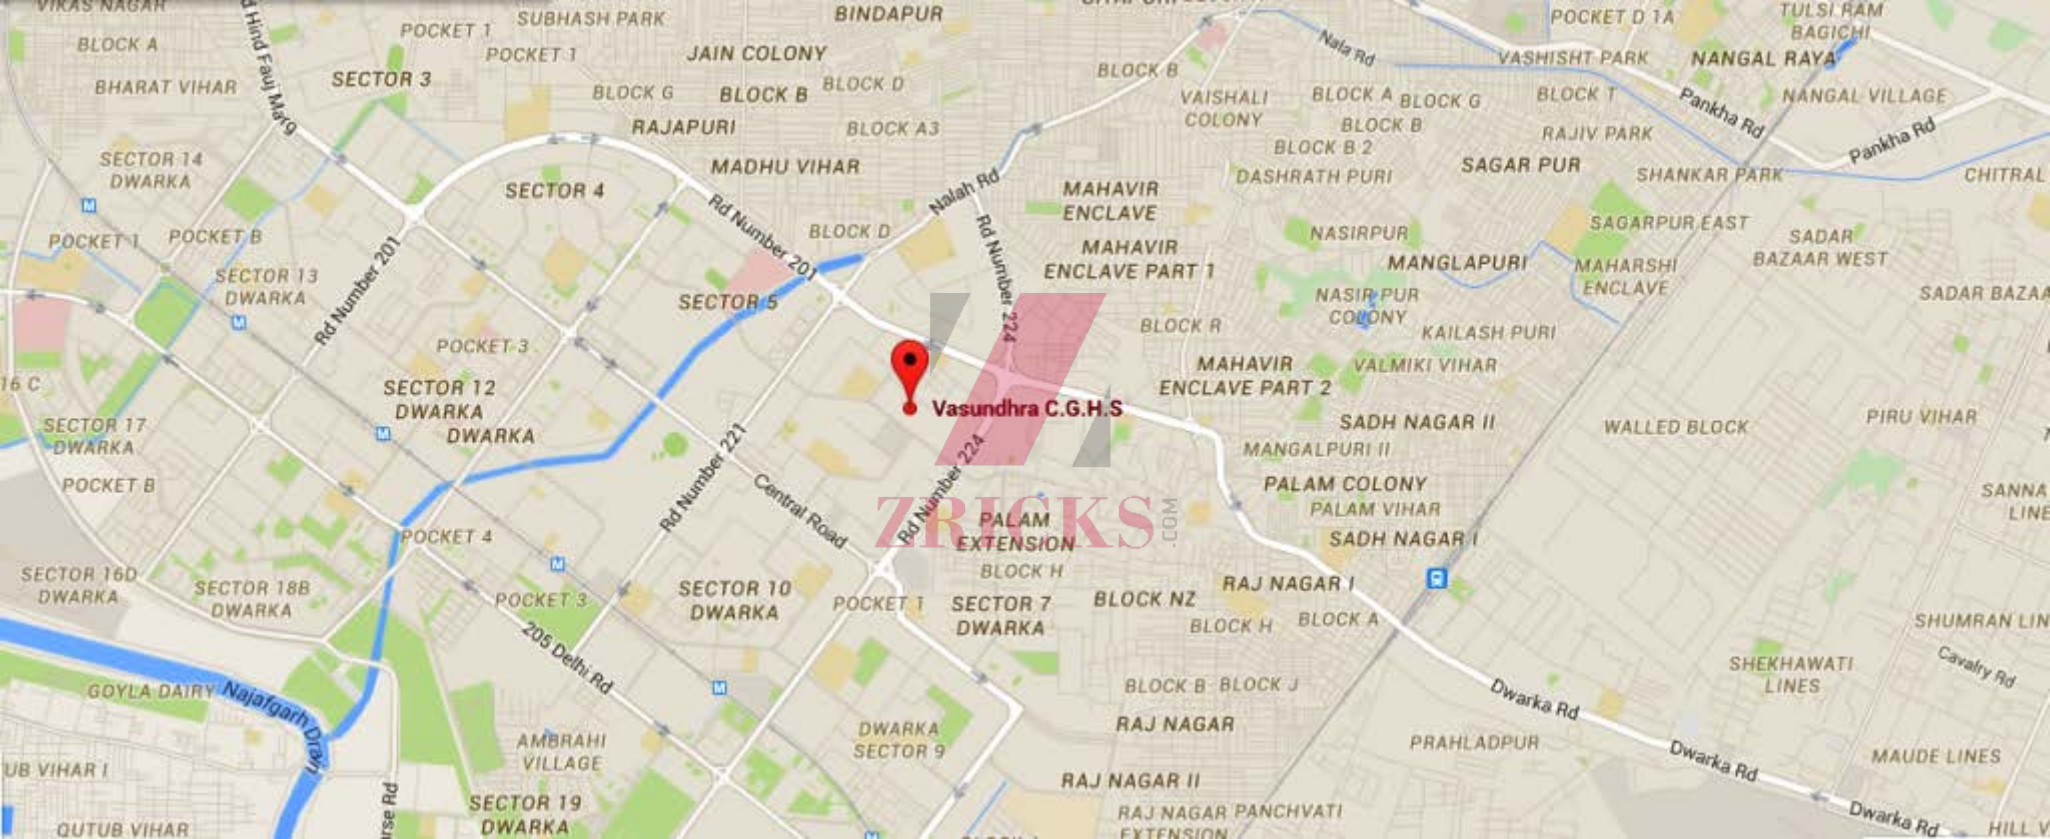 VIKAS NAGAR
BLOCK A
BHARAT VIHAR
Hind Fauj Marg
SECTOR 3
POCKET 1
SUBHASH PARK
POCKET 1
JAIN COLONY
BINDAPUR
BLOCK G
BLOCK B
BLOCK D
RAJAPURI
BLOCK A3
MADHU VIHAR
SECTOR 4
SECTOR 14
DWARKA
POCKET 1
POCKET B
SECTOR 13
DWARKA
Rd Number 201
Rd Number 201
BLOCK D
Nalah Rd
Rd Number 224
BLOCK B
VAISHALI
COLONY
Nala Rd
BLOCK A
BLOCK G
BLOCK B
BLOCK B 2
DASHRATH PURI
POCKET D 1A
VASHISHT PARK
BLOCK T
RAJIV PARK
TULSI RAM
BAGICHI
NANGAL RAYA
NANGAL VILLAGE
Pankha Rd
Pankha Rd
SAGAR PUR
SHANKAR PARK
CHITRAL
MAHAVIR
ENCLAVE
MAHAVIR
ENCLAVE PART 1
NASIRPUR
MANGLAPURI
SAGARPUR EAST
MAHARSHI
ENCLAVE
SADAR
BAZAAR WEST
SADAR BAZAA
NASIR PUR
COLONY
KAILASH PURI
BLOCK R
MAHAVIR
ENCLAVE PART 2
VALMIKI VIHAR
SECTOR 5
POCKET 3
SECTOR 12
DWARKA
DWARKA
16 C
SECTOR 17
DWARKA
POCKET B
Vasundhra C.G.H.S
SADH NAGAR II
MANGALPURI II
WALLED BLOCK
PIRU VIHAR
PALAM COLONY
PALAM VIHAR
SADH NAGAR I
SANNA
LINE
Rd Number 221
Central Road
Rd Number 224
ZRICKS
.COM
PALAM
EXTENSION
BLOCK H
POCKET 4
SECTOR 16D
DWARKA
SECTOR 18B
DWARKA
POCKET 3
205 Delhi Rd
SECTOR 10
DWARKA
POCKET 1
SECTOR 7
DWARKA
BLOCK NZ
RAJ NAGAR I
BLOCK H
BLOCK A
SHUMRAN LIN
Cavalry Rd
SHEKHAWATI
LINES
GOYLA DAIRY
Najafgarh Drain
BLOCK B
BLOCK J
RAJ NAGAR
Dwarka Rd
PRAHLADPUR
Dwarka Rd
MAUDE LINES
DWARKA
SECTOR 9
AMBRAHI
VILLAGE
UB VIHAR I
RAJ NAGAR II
SECTOR 19
DWARKA
RAJ NAGAR
EXTENSION
PANCHVATI
Dwarka Rd
HILL V
QUTUB VIHAR